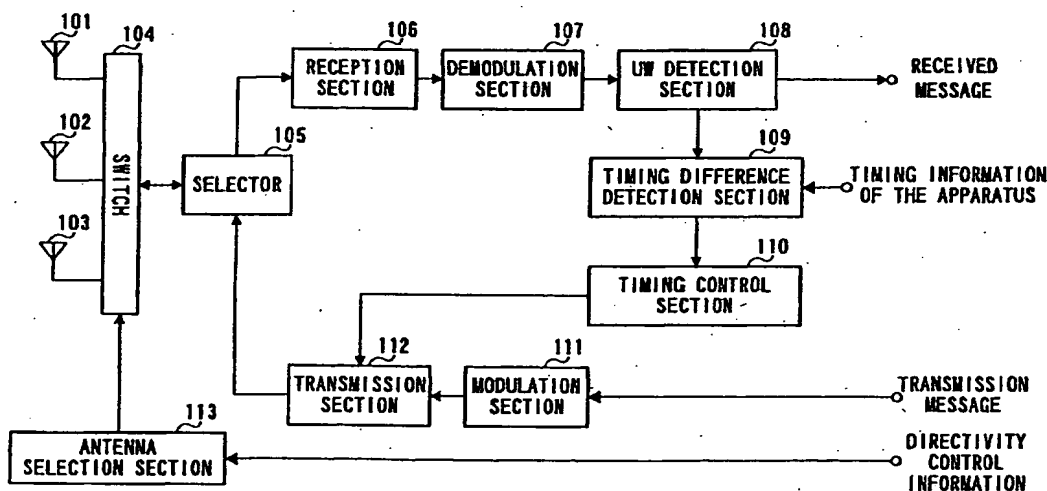 101
104
106
107
108
RECEPTION
SECTION
DEMODULATION
SECTION
UW DETECTION
SECTION
RECEIVED
MESSAGE
102
105
109
SWITCH
SELECTOR
TIMING DIFFERENCE
DETECTION SECTION
TIMING INFORMATION
OF THE APPARATUS
103
110
TIMING CONTROL
SECTION
112
111
TRANSMISSION
SECTION
MODULATION
SECTION
TRANSMISSION
MESSAGE
113
ANTENNA
SELECTION SECTION
DIRECTIVITY
CONTROL
INFORMATION